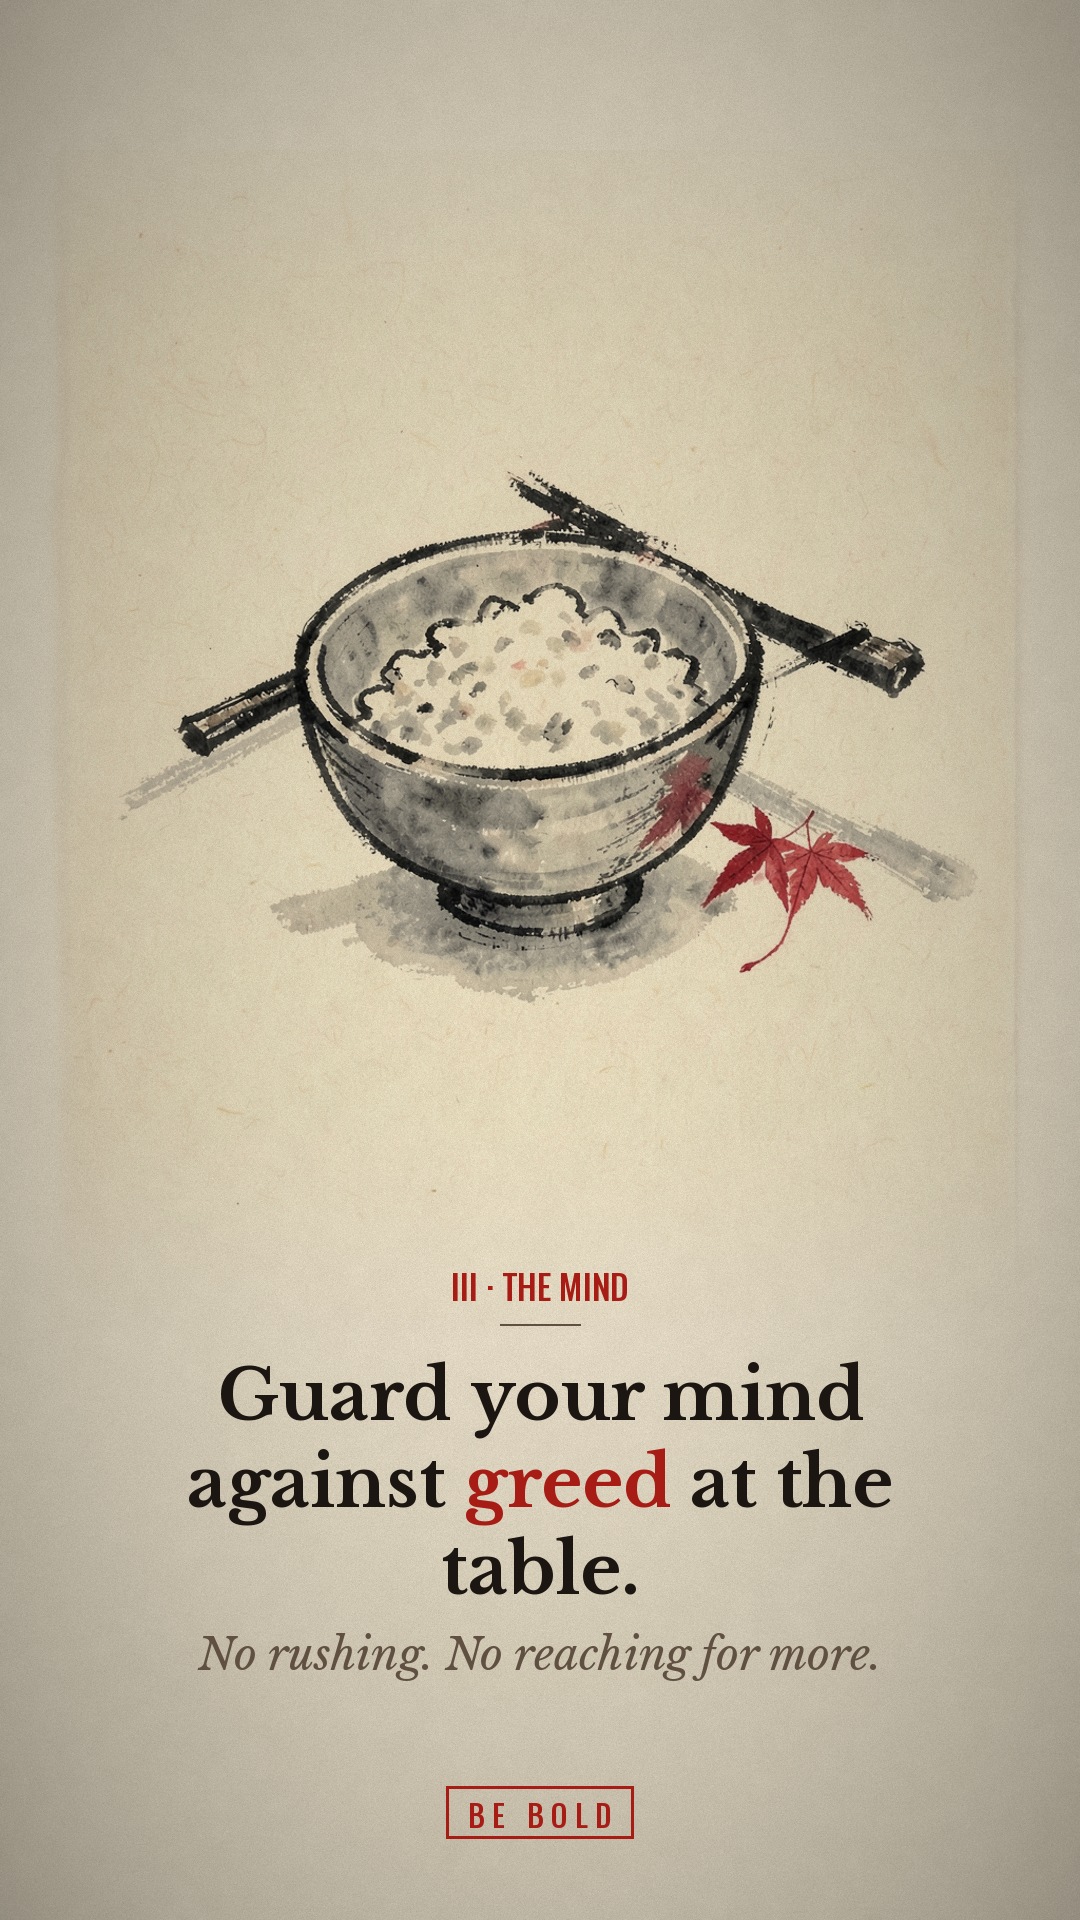 III · THE MIND
Guard your mind
against greed at the
table.
No rushing. No reaching for more.
BE BOLD